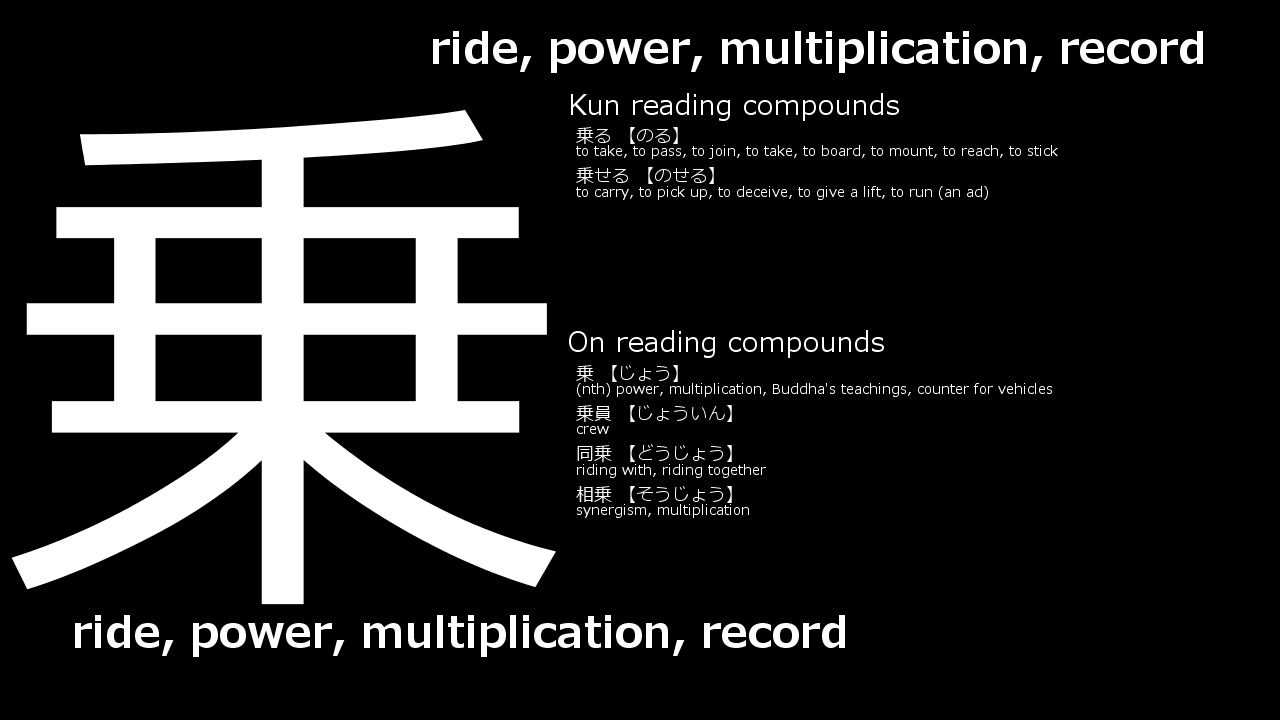 ride, power, multiplication, record
乗
Kun reading compounds
乗る 【のる】
to take, to pass, to join, to take, to board, to mount, to reach, to stick
乗せる 【のせる】
to carry, to pick up, to deceive, to give a lift, to run (an ad)
On reading compounds
乗 【じょう】
(nth) power, multiplication, Buddha's teachings, counter for vehicles
乗員 【じょういん】
crew
同乗 【どうじょう】
riding with, riding together
相乗 【そうじょう】
synergism, multiplication
ride, power, multiplication, record